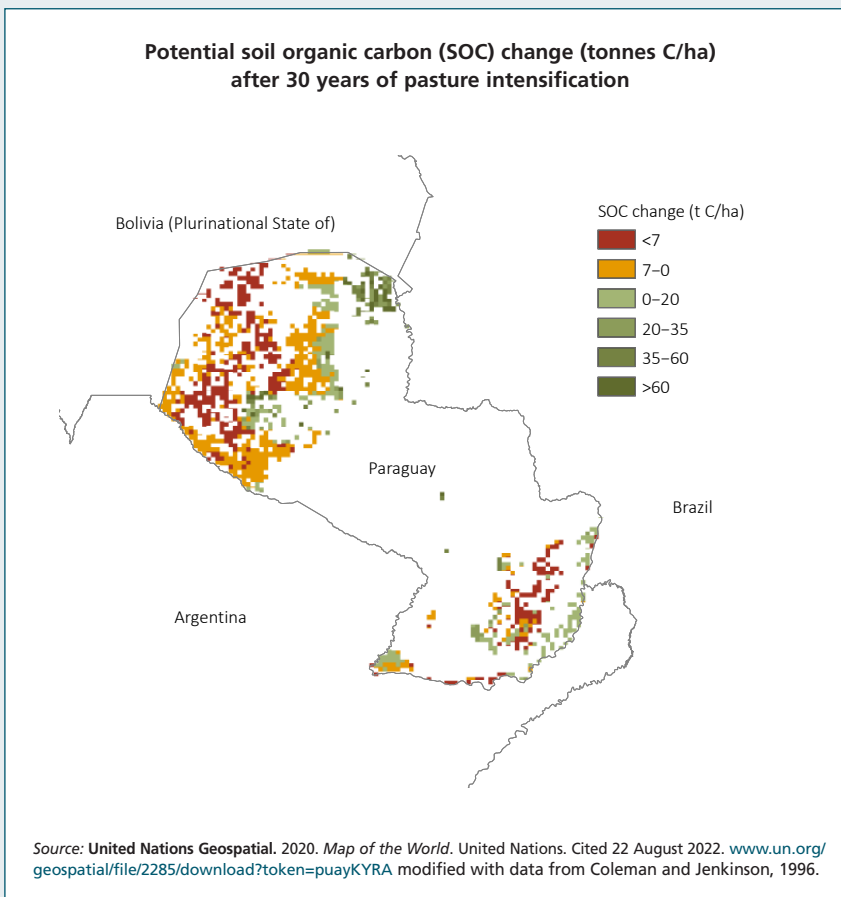 Potential soil organic carbon (SOC) change (tonnes C/ha)
after 30 years of pasture intensification
Bolivia (Plurinational State of)
SOC change (t C/ha)
<7
7–0
0–20
20–35
35–60
>60
Paraguay
Brazil
Argentina
Source: United Nations Geospatial. 2020. Map of the World. United Nations. Cited 22 August 2022. www.un.org/
geospatial/file/2285/download?token=puayKYRA modified with data from Coleman and Jenkinson, 1996.